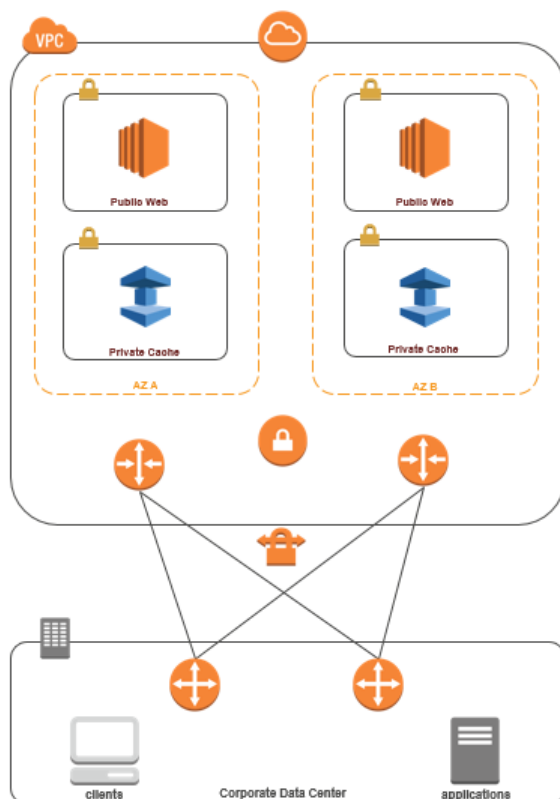 VPC
Public Web
Public Web
Private Cache
Private Cache
AZ A
AZ B
clients
Corporate Data Center
applications